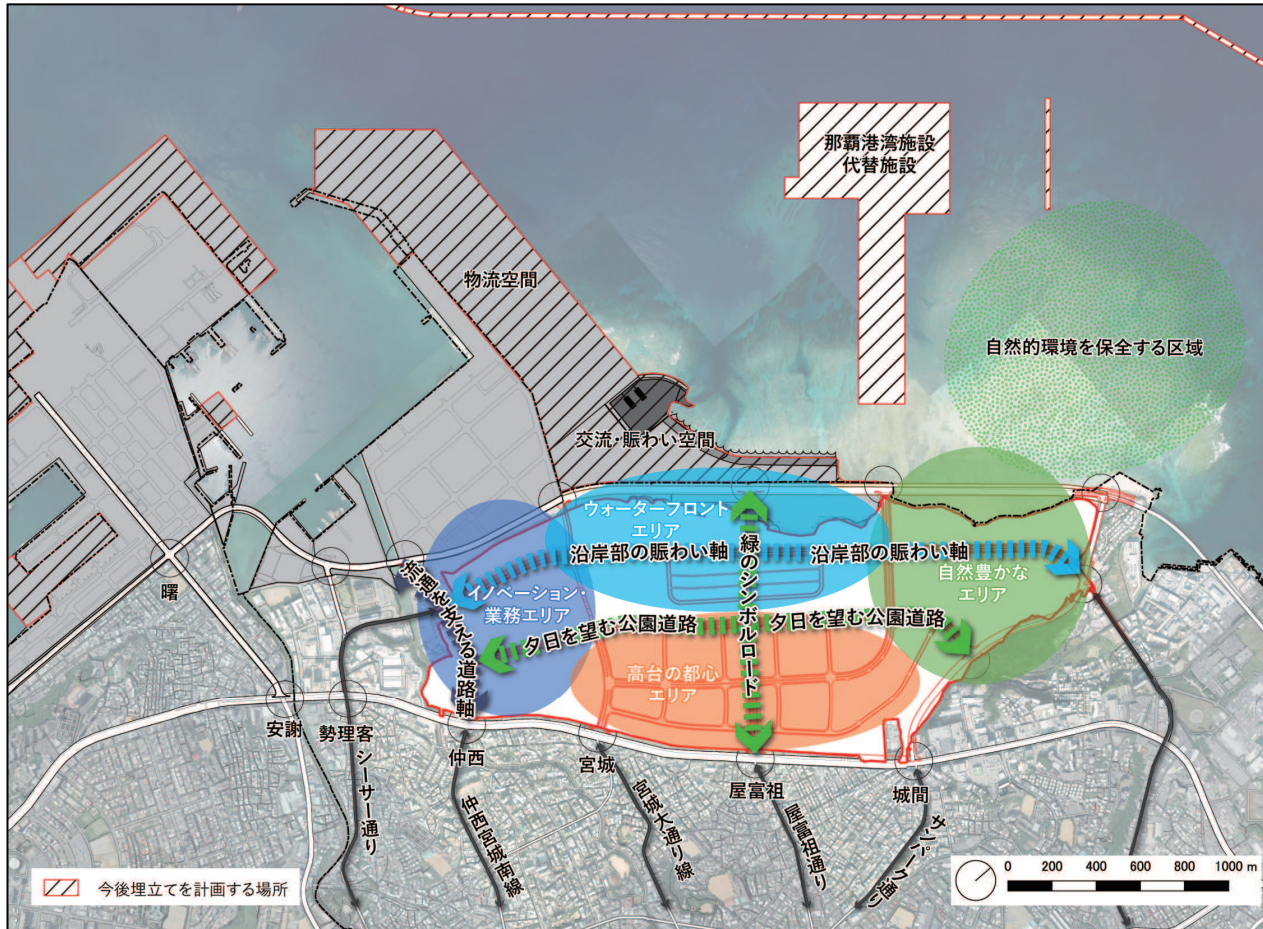 那覇港湾施設
代替施設
物流空間
自然的環境を保全する区域
交流・賑わい空間
ウォーターフロント
エリア
沿岸部の賑わい軸
沿岸部の賑わい軸
緑のシンボルロード
自然豊かな
エリア
流通を支える道路軸
イノベーション・
業務エリア
夕日を望む公園道路
夕日を望む公園道路
高台の都心
エリア
曙
安謝
勢理客
シーサー通り
仲西
仲西宮城南線
宮城
宮城大通り線
屋富祖
屋富祖通り
城間
サンパーク通り
今後埋立てを計画する場所
0 200 400 600 800 1000 m